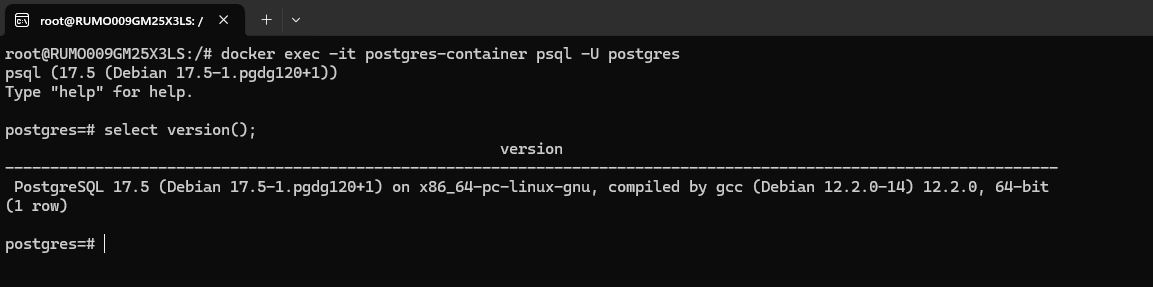 root@RUMO009GM25X3LS: /
root@RUMO009GM25X3LS:/# docker exec -it postgres-container psql -U postgres
psql (17.5 (Debian 17.5-1.pgdg120+1))
Type "help" for help.
postgres=# select version();
version
---------------------------------------------------------------------------------------------------------------------
PostgreSQL 17.5 (Debian 17.5-1.pgdg120+1) on x86_64-pc-linux-gnu, compiled by gcc (Debian 12.2.0-14) 12.2.0, 64-bit
(1 row)
postgres=#